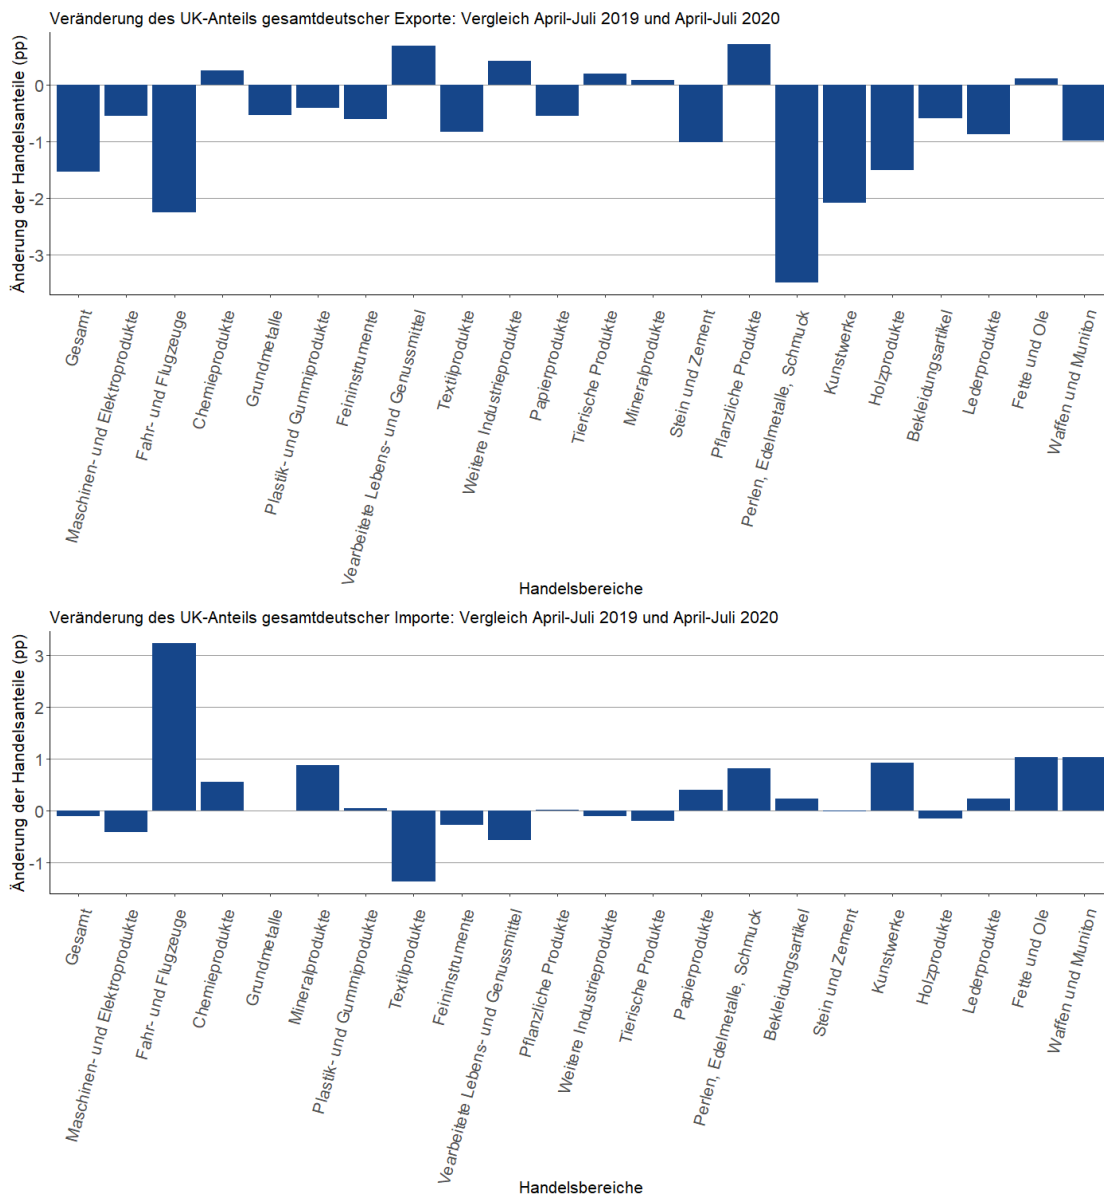 Veränderung des UK-Anteils gesamtdeutscher Exporte: Vergleich April-Juli 2019 und April-Juli 2020
Änderung der Handelsanteile (pp)
0
-1
-2
-3
Gesamt
Maschinen- und Elektroprodukte
Fahr- und Flugzeuge
Chemieprodukte
Grundmetalle
Plastik- und Gummiprodukte
Feininstrumente
Vearbeitete Lebens- und Genussmittel
Textilprodukte
Weitere Industrieprodukte
Papierprodukte
Tierische Produkte
Mineralprodukte
Stein und Zement
Pflanzliche Produkte
Perlen, Edelmetalle, Schmuck
Kunstwerke
Holzprodukte
Bekleidungsartikel
Lederprodukte
Fette und Ole
Waffen und Muniton
Handelsbereiche
Veränderung des UK-Anteils gesamtdeutscher Importe: Vergleich April-Juli 2019 und April-Juli 2020
Änderung der Handelsanteile (pp)
3
2
1
0
-1
Gesamt
Maschinen- und Elektroprodukte
Fahr- und Flugzeuge
Chemieprodukte
Grundmetalle
Mineralprodukte
Plastik- und Gummiprodukte
Textilprodukte
Feininstrumente
Vearbeitete Lebens- und Genussmittel
Pflanzliche Produkte
Weitere Industrieprodukte
Tierische Produkte
Papierprodukte
Perlen, Edelmetalle, Schmuck
Bekleidungsartikel
Stein und Zement
Kunstwerke
Holzprodukte
Lederprodukte
Fette und Ole
Waffen und Muniton
Handelsbereiche